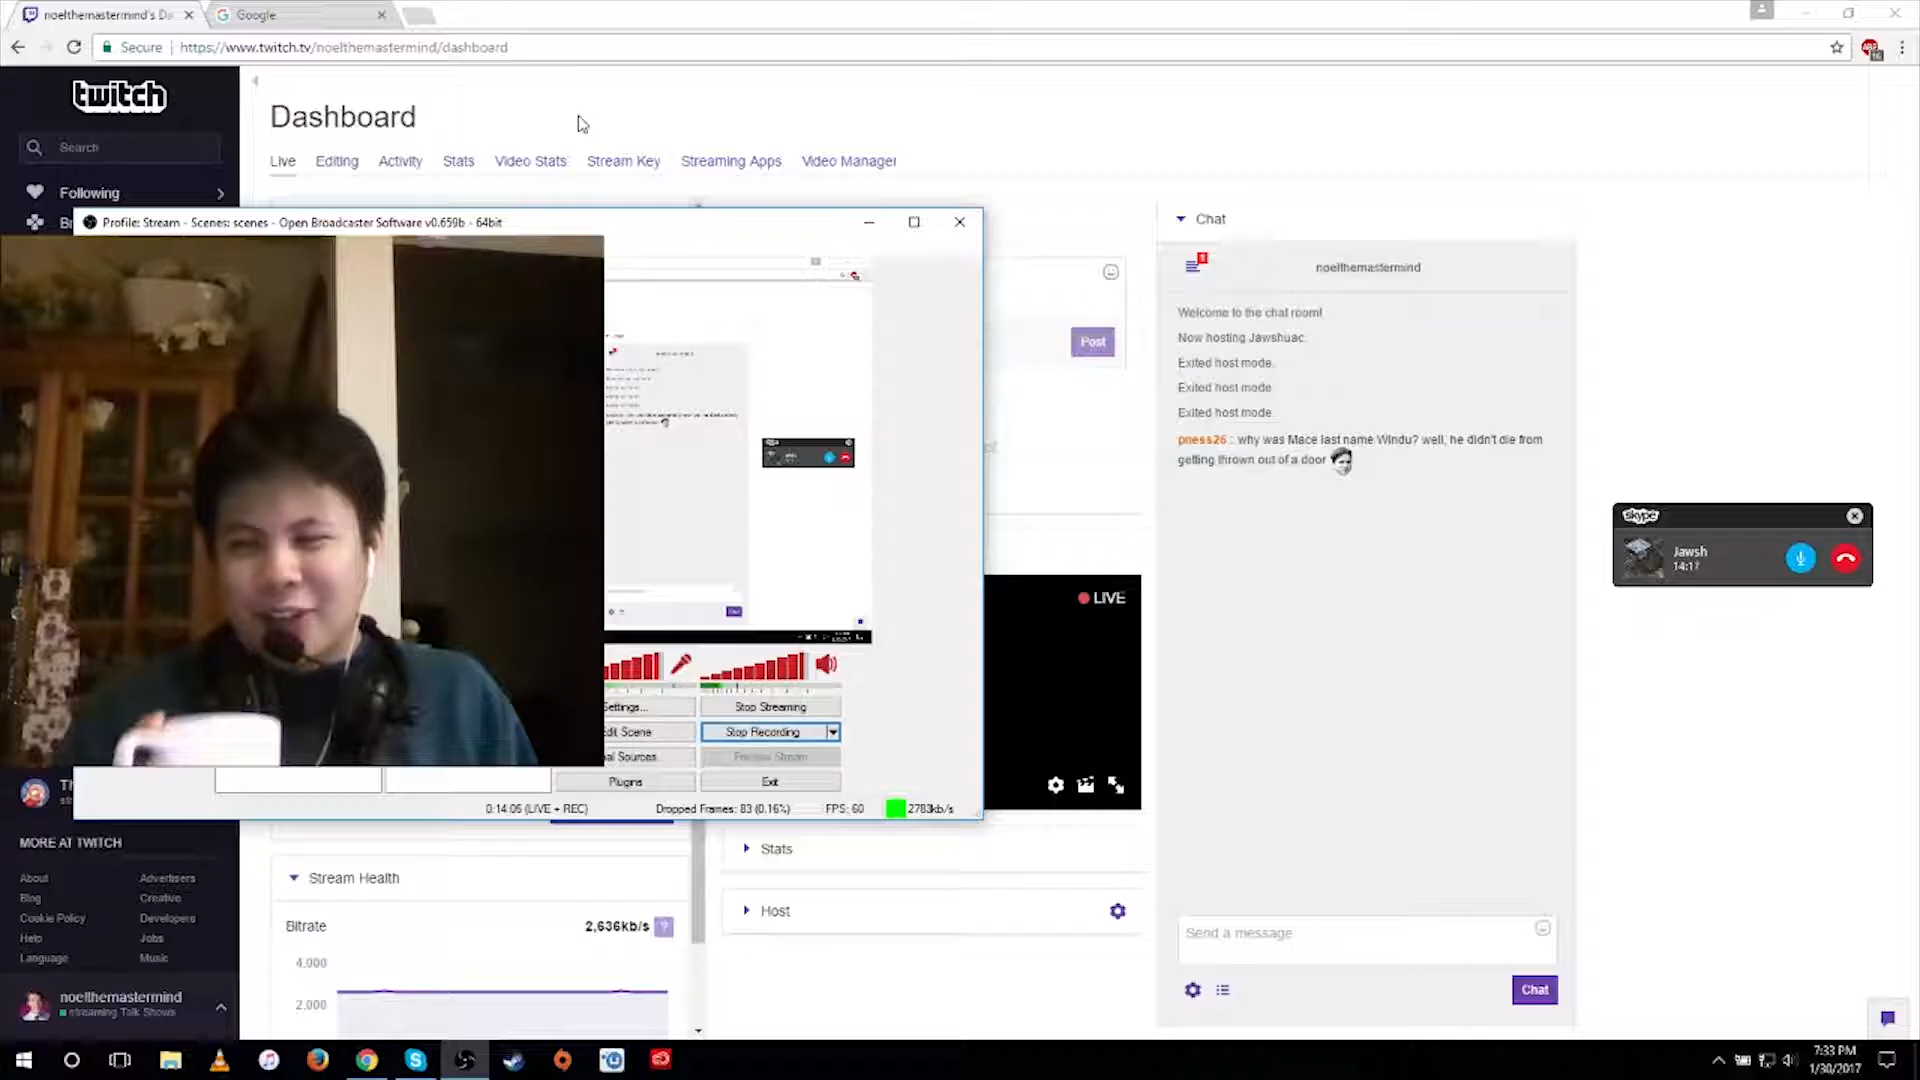 noelthemastermind's Da
Google
Secure
https://www.twitch.tv/noelthemastermind/dashboard
twitch
Search
Following
Br
Dashboard
Live Editing Activity Stats Video Stats Stream Key Streaming Apps Video Manager
Profile: Stream - Scenes: scenes - Open Broadcaster Software v0.659b - 64bit
Post
Chat
noelthemastermind
Welcome to the chat room!
Now hosting Jawshuac.
Exited host mode.
Exited host mode.
Exited host mode.
pness26 : why was Mace last name Windu? well, he didn't die from
getting thrown out of a door
skype
Jawsh
14:17
LIVE
Settings...
Stop Streaming
Edit Scene
Stop Recording
al Sources...
Preview Stream
Plugins
Exit
0:14:05 (LIVE + REC)
Dropped Frames: 83 (0.16%)
FPS: 60
2783kb/s
Stats
Host
Stream Health
Bitrate
2,636kb/s
?
4,000
2,000
Send a message
Chat
MORE AT TWITCH
About
Advertisers
Blog
Creative
Cookie Policy
Developers
Help
Jobs
Language
Music
noelthemastermind
streaming Talk Shows
7:33 PM
1/30/2017